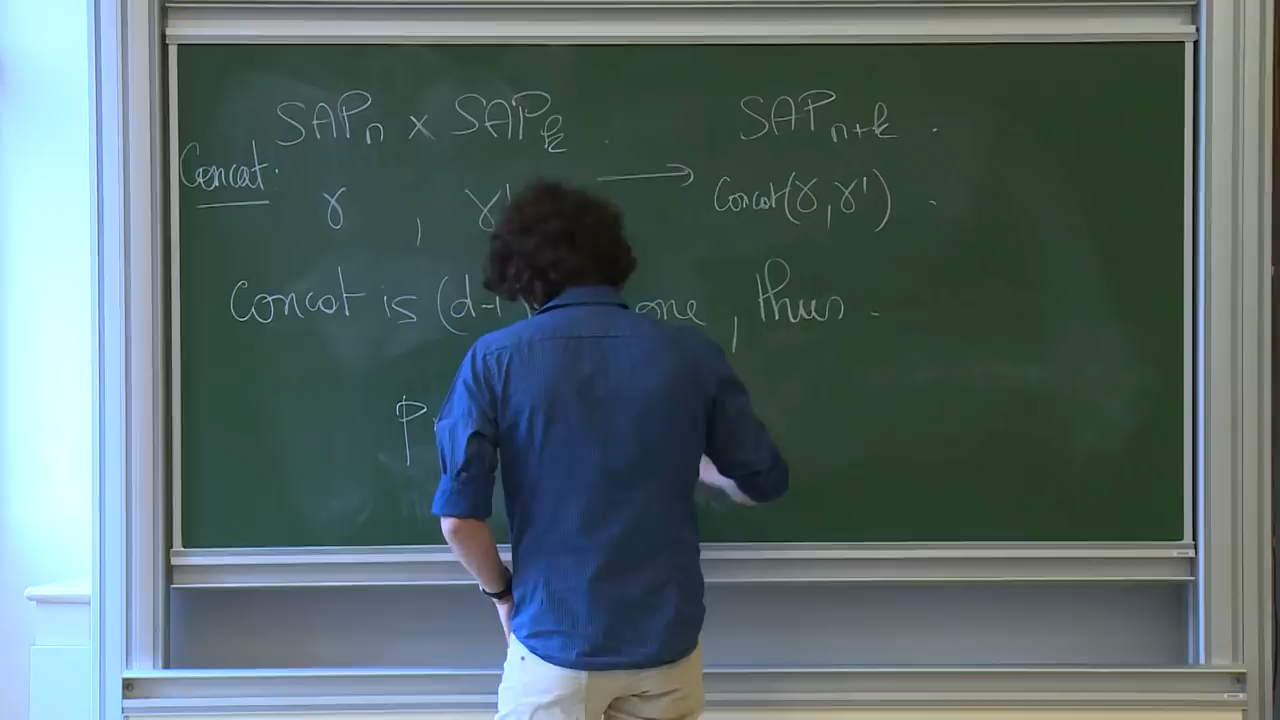 SAPₙ × SAPₖ . SAPₙ₊ₖ .
Concat.
γ , γ' → Concat(γ, γ') .
Concat is (d-1 one , thus .
P